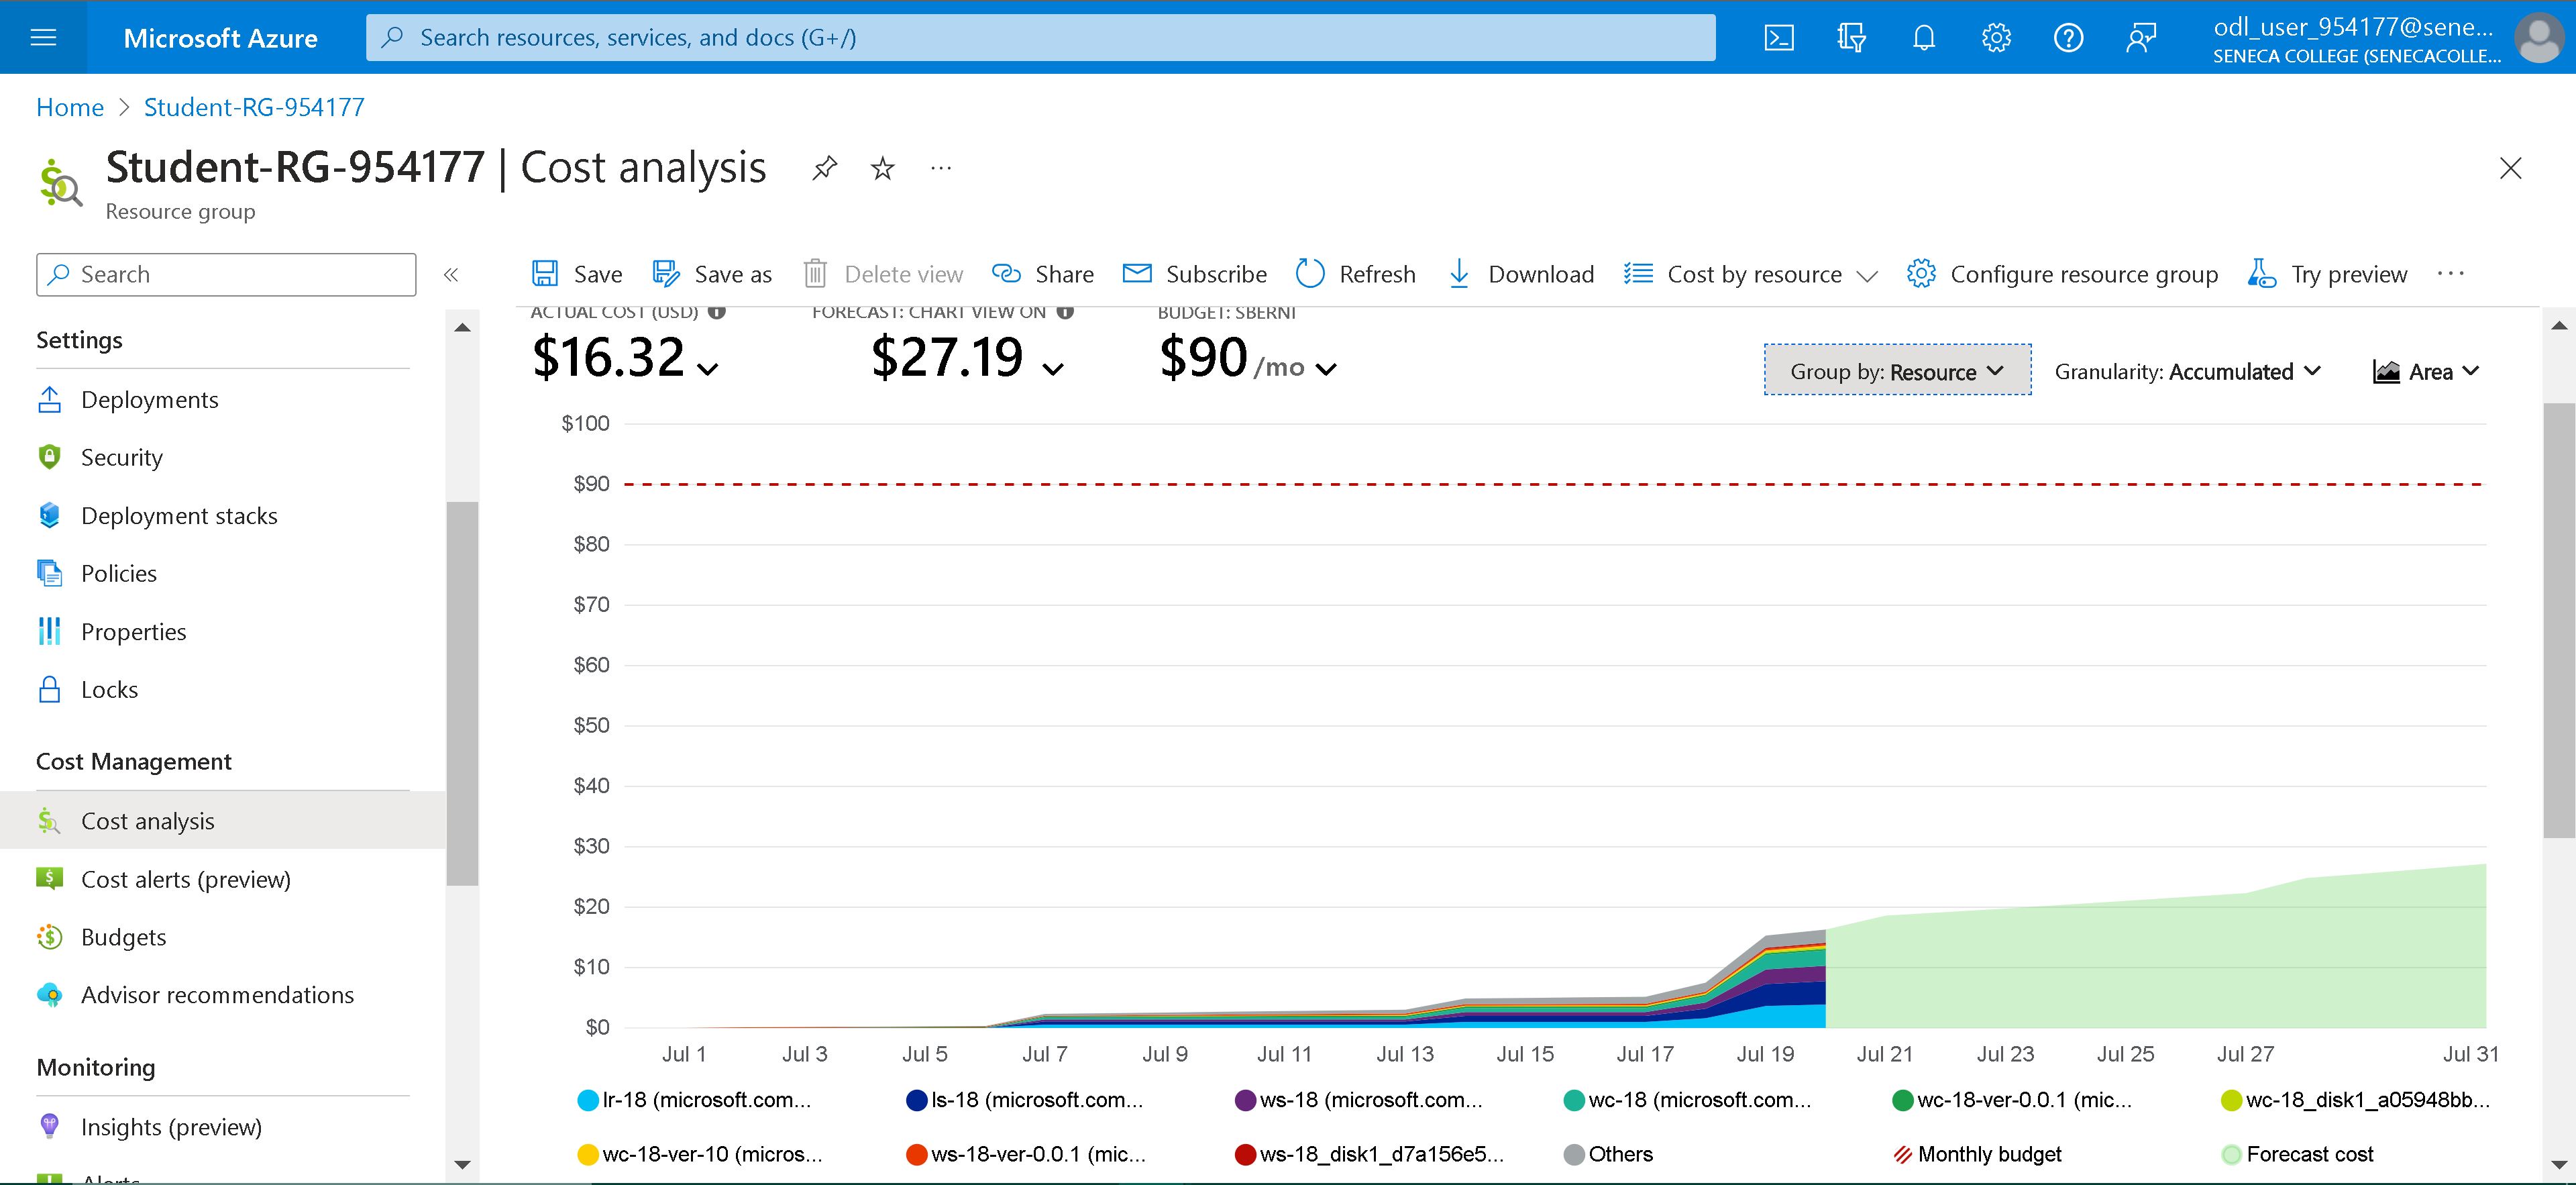 Microsoft Azure
Search resources, services, and docs (G+/)
odl_user_954177@sene...
SENECA COLLEGE (SENECACOLLE...
Home > Student-RG-954177
Student-RG-954177 | Cost analysis
Resource group
Search
Save
Save as
Delete view
Share
Subscribe
Refresh
Download
Cost by resource
Configure resource group
Try preview
Settings
Deployments
Security
Deployment stacks
Policies
Properties
Locks
Cost Management
Cost analysis
Cost alerts (preview)
Budgets
Advisor recommendations
Monitoring
Insights (preview)
Alerts
ACTUAL COST (USD)
$16.32
FORECAST: CHART VIEW ON
$27.19
BUDGET: SBERNI
$90 /mo
Group by: Resource
Granularity: Accumulated
Area
$100
$90
$80
$70
$60
$50
$40
$30
$20
$10
$0
Jul 1 Jul 3 Jul 5 Jul 7 Jul 9 Jul 11 Jul 13 Jul 15 Jul 17 Jul 19 Jul 21 Jul 23 Jul 25 Jul 27 Jul 31
lr-18 (microsoft.com... ls-18 (microsoft.com... ws-18 (microsoft.com... wc-18 (microsoft.com... wc-18-ver-0.0.1 (mic... wc-18_disk1_a05948bb...
wc-18-ver-10 (micros... ws-18-ver-0.0.1 (mic... ws-18_disk1_d7a156e5... Others Monthly budget Forecast cost